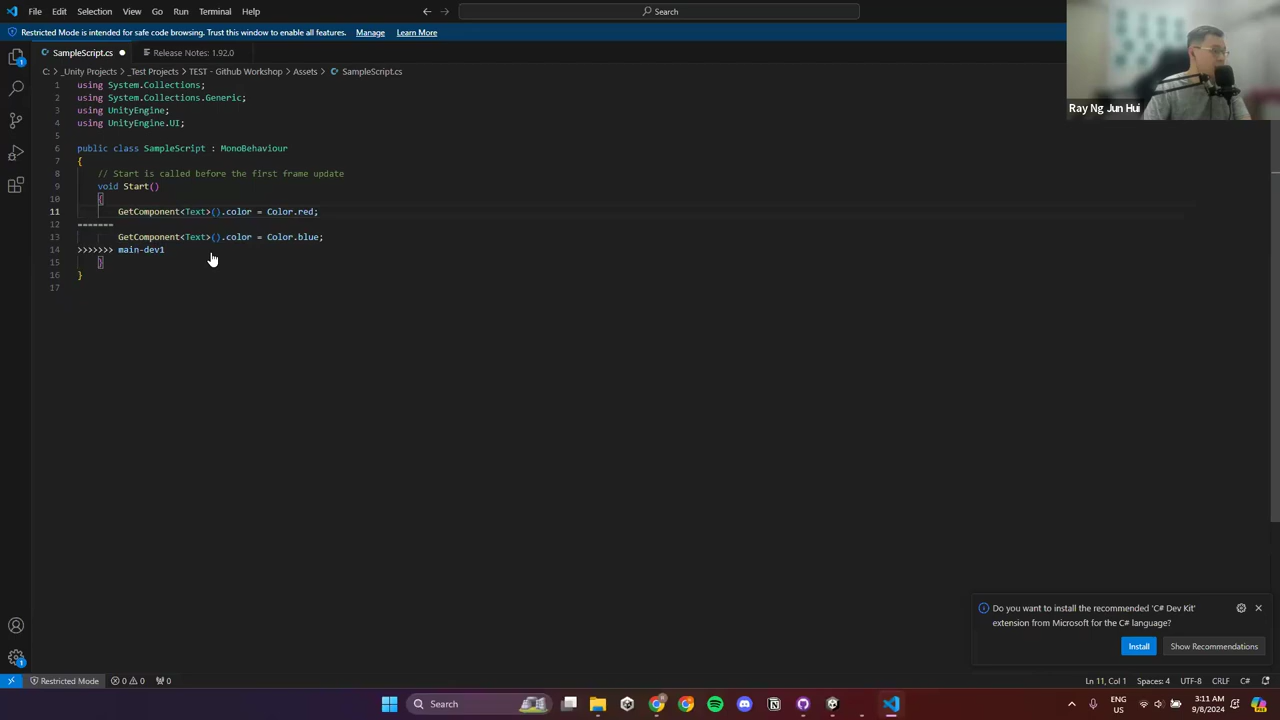 File Edit Selection View Go Run Terminal Help
Search
Restricted Mode is intended for safe code browsing. Trust this window to enable all features. Manage Learn More
SampleScript.cs
Release Notes: 1.92.0
C: > _Unity Projects > _Test Projects > TEST - Github Workshop > Assets > SampleScript.cs
1 using System.Collections;
2 using System.Collections.Generic;
3 using UnityEngine;
4 using UnityEngine.UI;
5
6 public class SampleScript : MonoBehaviour
7 {
8 // Start is called before the first frame update
9 void Start()
10 {
11 GetComponent<Text>().color = Color.red;
12 =======
13 GetComponent<Text>().color = Color.blue;
14 >>>>>>> main-dev1
15 }
16 }
17
Ray Ng Jun Hui
1
1
Do you want to install the recommended 'C# Dev Kit'
extension from Microsoft for the C# language?
Install Show Recommendations
Restricted Mode 0 0 0 Ln 11, Col 1 Spaces: 4 UTF-8 CRLF C#
Search
ENG
US
3:11 AM
9/8/2024